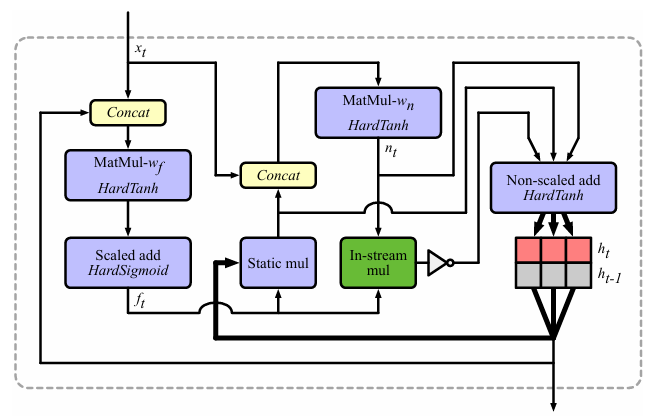 x_t
Concat
MatMul-w_f
HardTanh
Scaled add
HardSigmoid
f_t
Concat
Static mul
MatMul-w_n
HardTanh
n_t
In-stream
mul
Non-scaled add
HardTanh
h_t
h_t-1